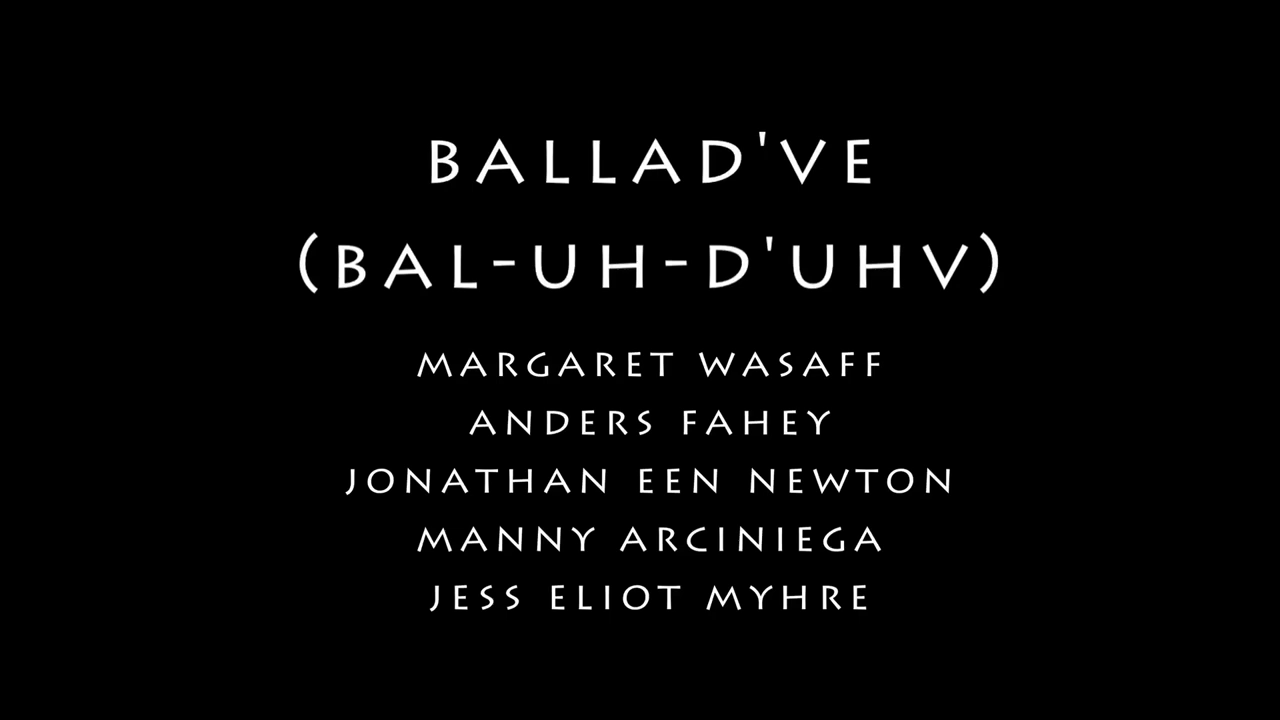 BALLAD'VE
(BAL-UH-D'UHV)
MARGARET WASAFF
ANDERS FAHEY
JONATHAN EEN NEWTON
MANNY ARCINIEGA
JESS ELIOT MYHRE